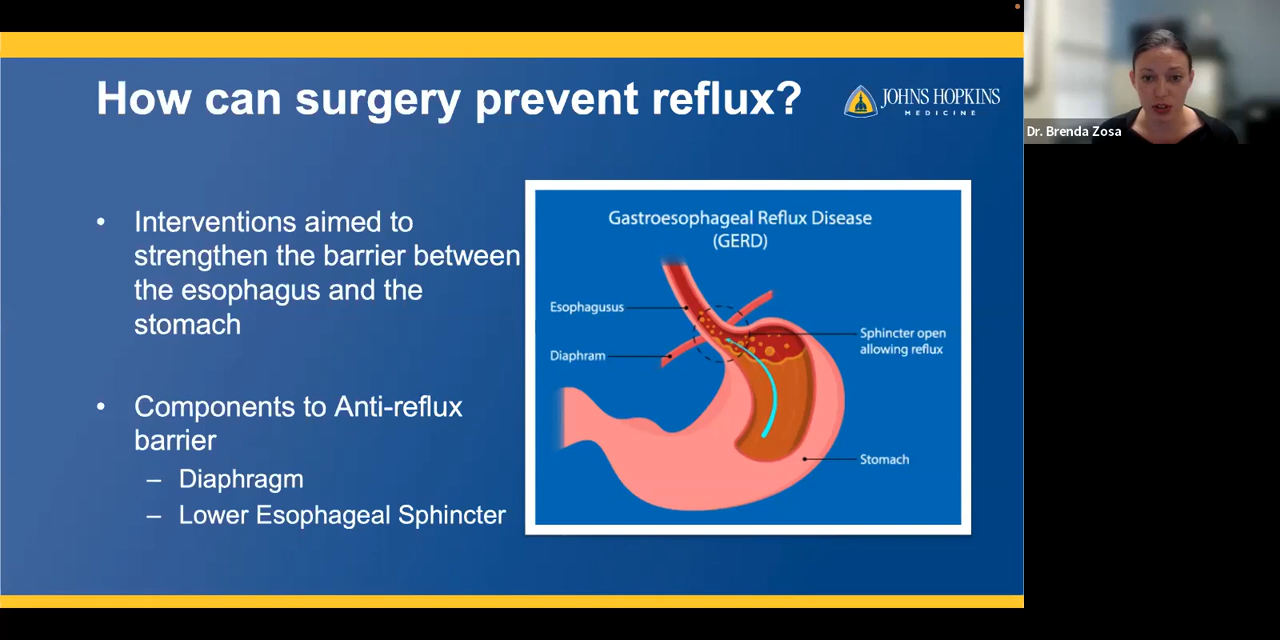 How can surgery prevent reflux?
JOHNS HOPKINS
MEDICINE
• Interventions aimed to
strengthen the barrier between
the esophagus and the
stomach
• Components to Anti-reflux
barrier
– Diaphragm
– Lower Esophageal Sphincter
Gastroesophageal Reflux Disease
(GERD)
Esophagusus
Diaphram
Sphincter open
allowing reflux
Stomach
Dr. Brenda Zosa